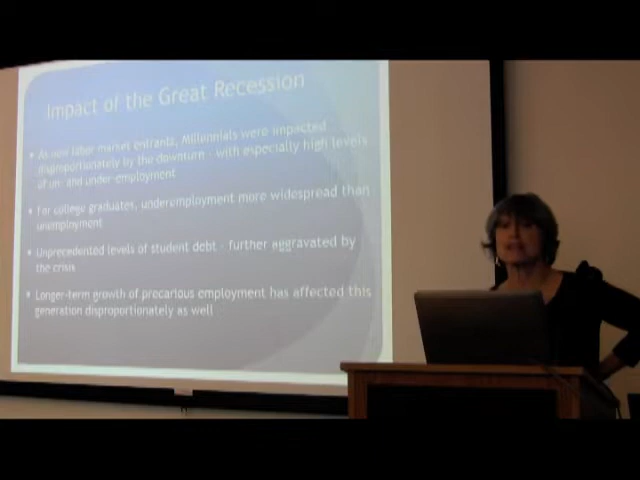 Impact of the Great Recession
• As new labor market entrants, Millennials were impacted
disproportionately by the downturn – with especially high levels
of un- and under-employment
• For college graduates, underemployment more widespread than
unemployment
• Unprecedented levels of student debt – further aggravated by
the crisis
• Longer-term growth of precarious employment has affected this
generation disproportionately as well